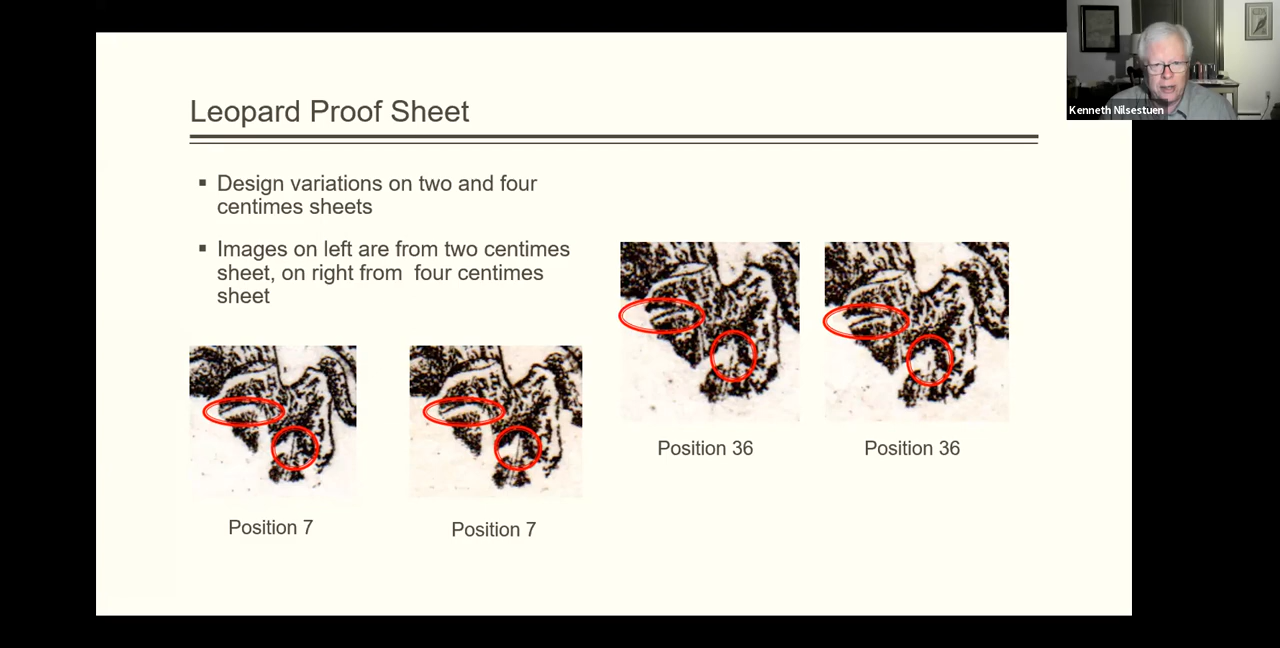 Leopard Proof Sheet
▪ Design variations on two and four
centimes sheets
▪ Images on left are from two centimes
sheet, on right from four centimes
sheet
Position 7
Position 7
Position 36
Position 36
Kenneth Nilsestuen